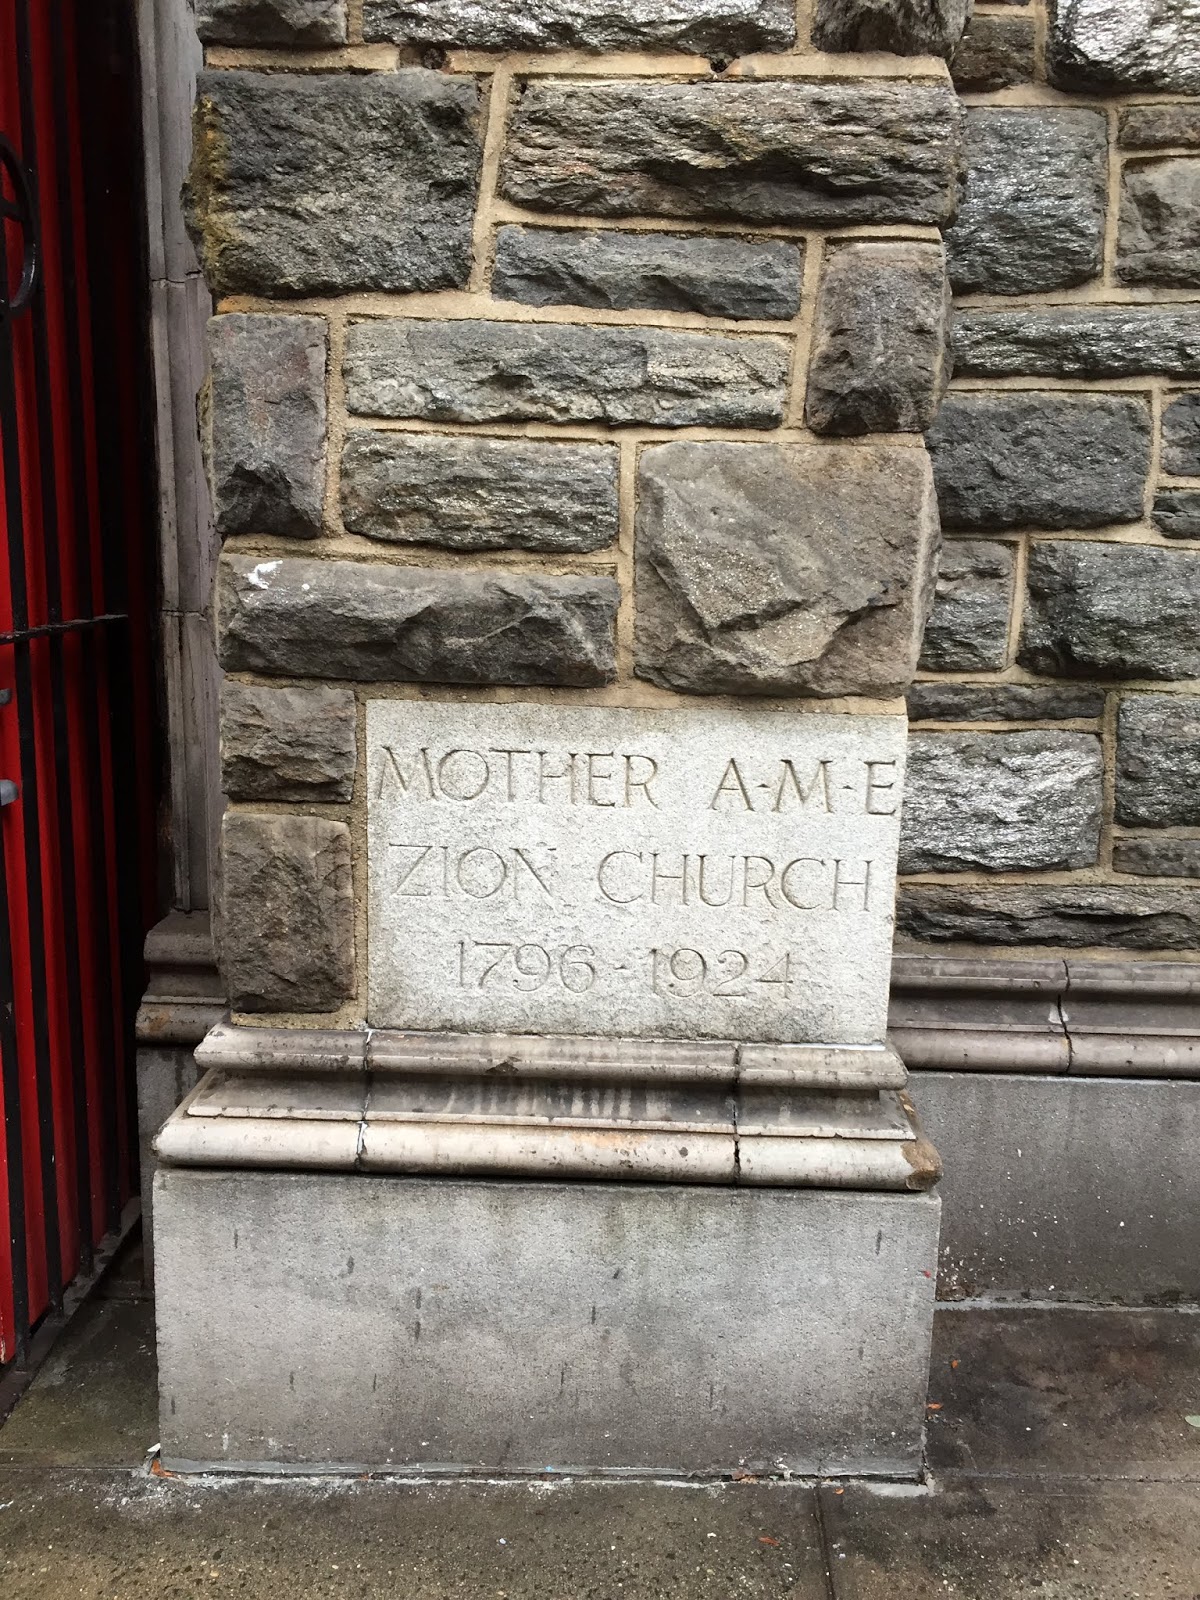 MOTHER A·M·E
ZION CHURCH
1796 - 1924